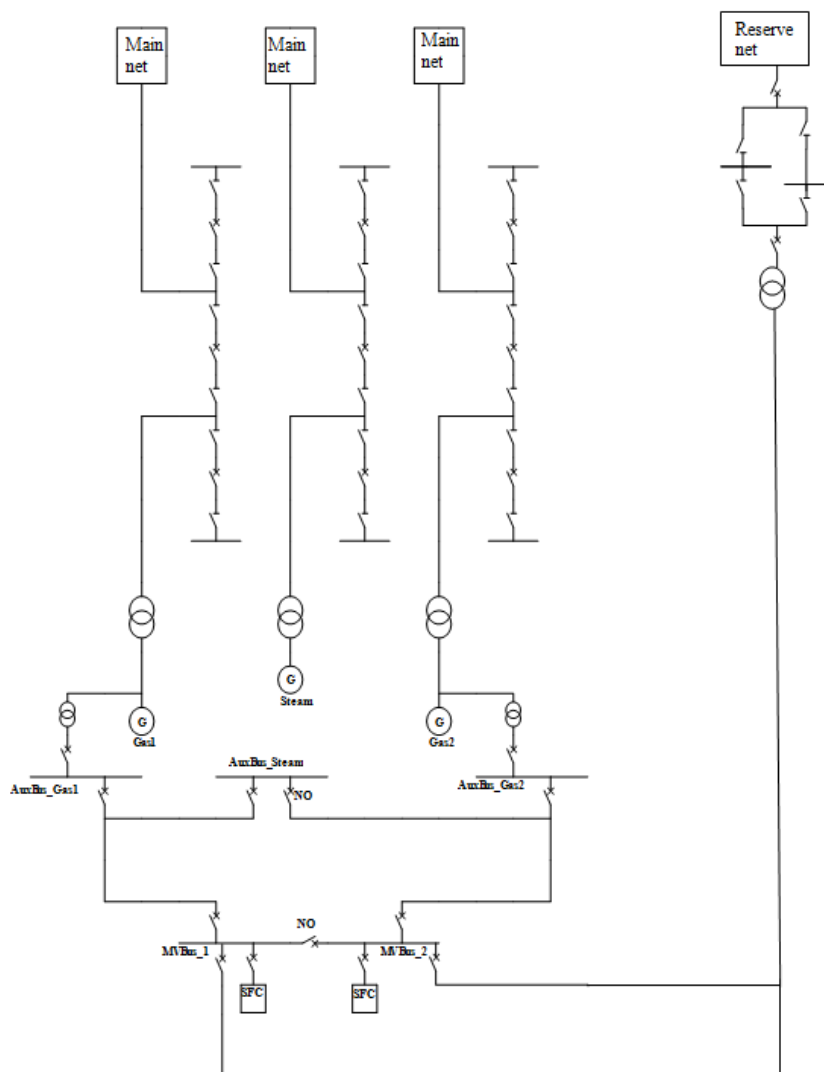 Main
net
Main
net
Main
net
Reserve
net
G
Steam
G
Gas1
G
Gas2
AuxBus_Steam
AuxBus_Gas1
NO
AuxBus_Gas2
NO
MVBus_1
MVBus_2
SFC
SFC